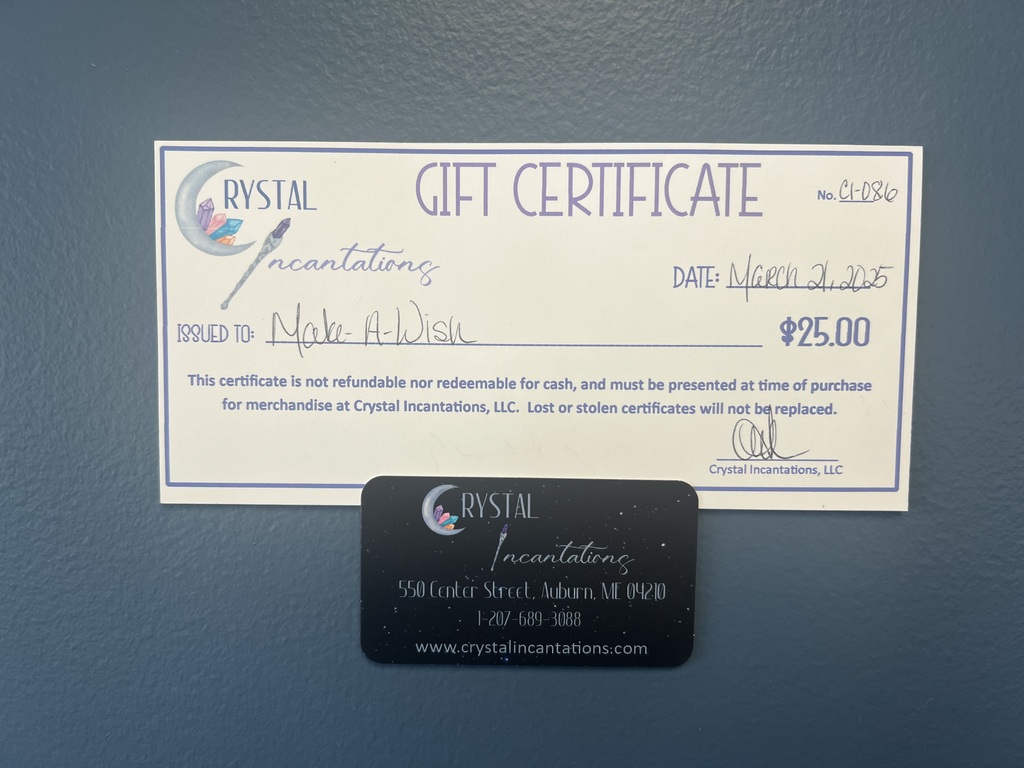 CRYSTAL
Incantations
GIFT CERTIFICATE
No. CI-086
DATE: March 21, 2025
ISSUED TO: Make-A-Wish
$25.00
This certificate is not refundable nor redeemable for cash, and must be presented at time of purchase
for merchandise at Crystal Incantations, LLC. Lost or stolen certificates will not be replaced.
Crystal Incantations, LLC
CRYSTAL
Incantations
550 Center Street, Auburn, ME 04210
1-207-689-3088
www.crystalincantations.com